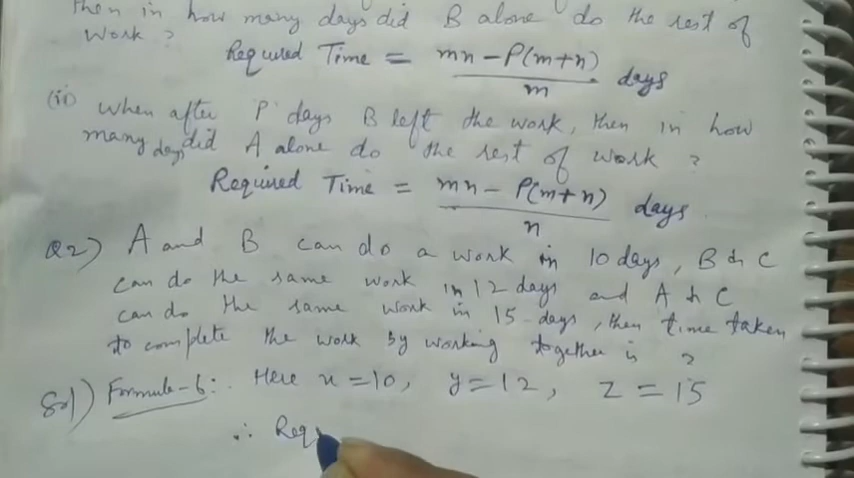 then in how many days did B alone do the rest of
work ?
Required Time = mn - P(m+n) / m days
(ii) When after P days B left the work, then in how
many days did A alone do the rest of work ?
Required Time = mn - P(m+n) / n days.
Q2) A and B can do a work in 10 days, B & C
can do the same work in 12 days and A & C
can do the same work in 15 days, then time taken
to complete the work by working together is ?
Sol) Formula-6:. Here x=10, y=12, z=15
∴ Requ